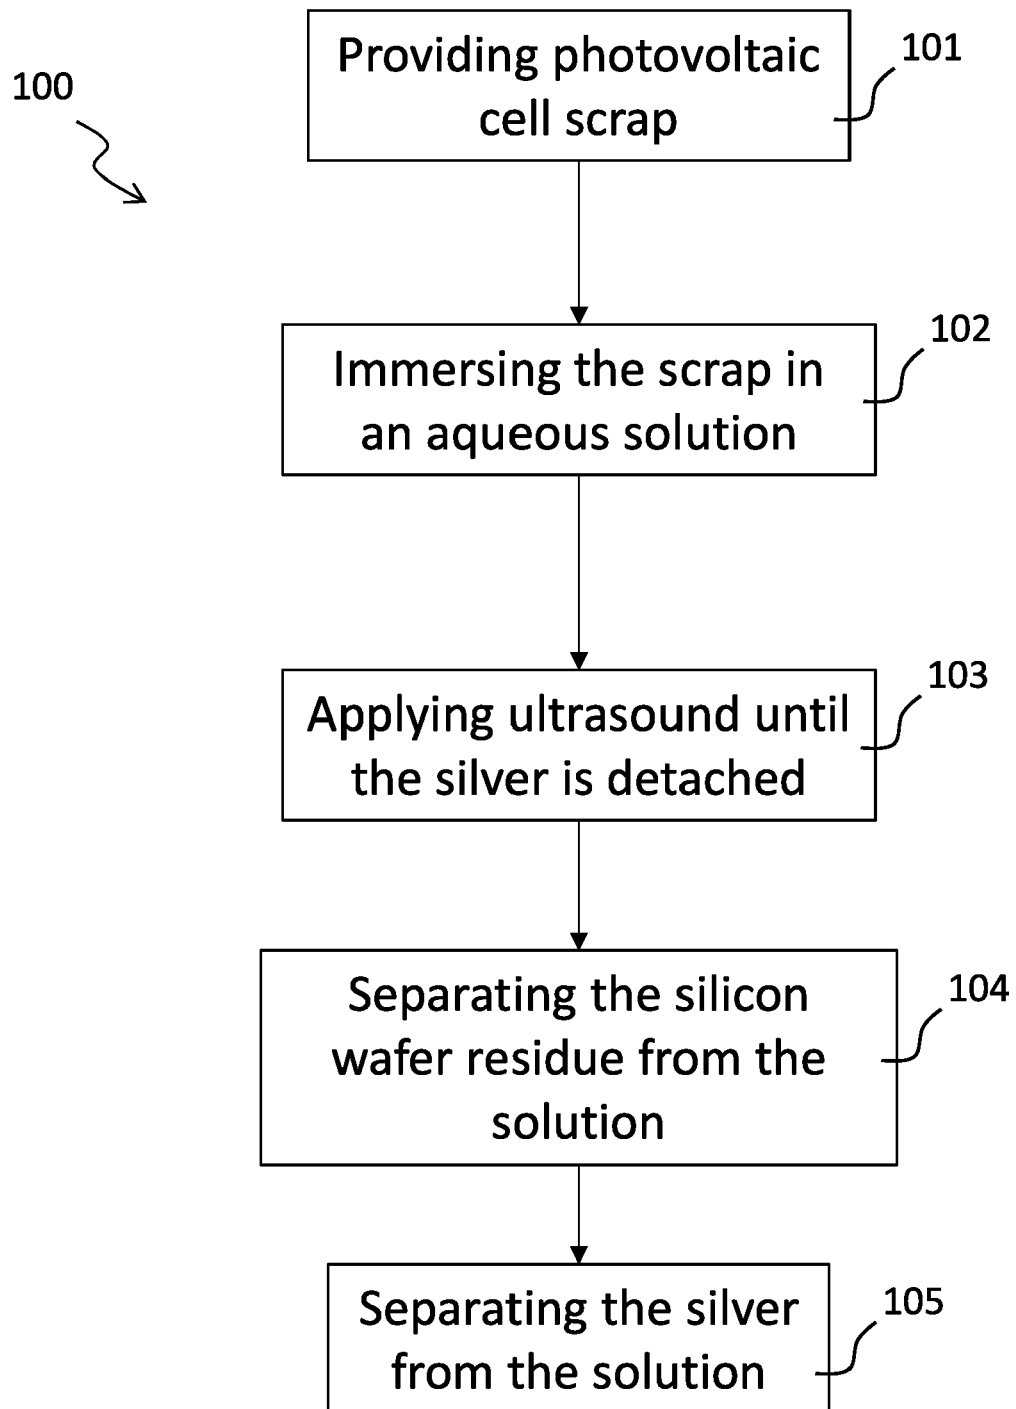 100
Providing photovoltaic
cell scrap
101
Immersing the scrap in
an aqueous solution
102
Applying ultrasound until
the silver is detached
103
Separating the silicon
wafer residue from the
solution
104
Separating the silver
from the solution
105